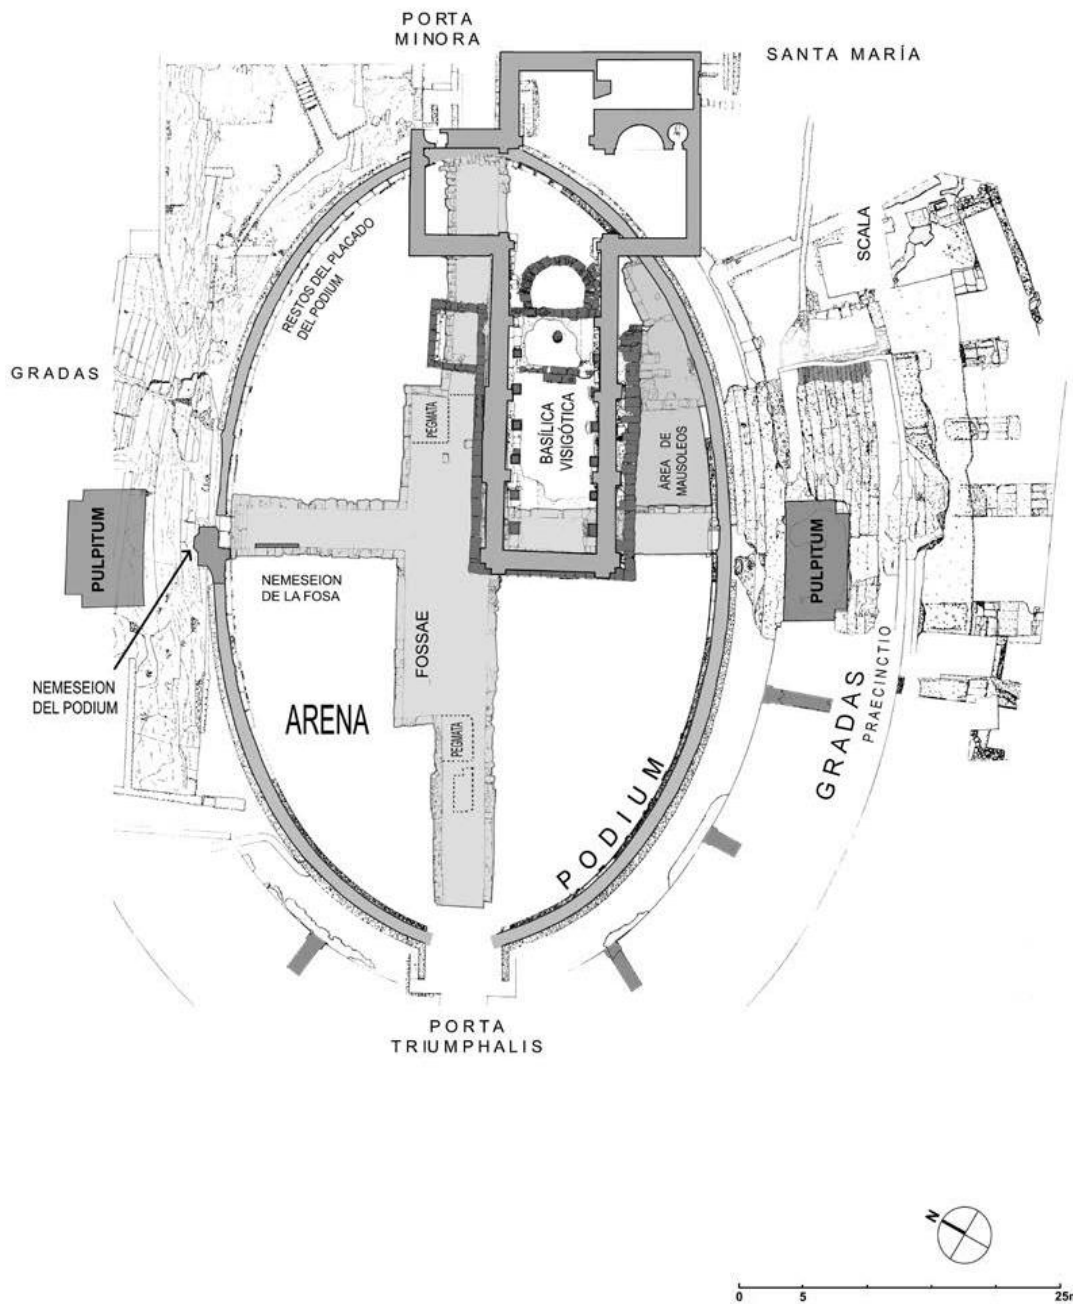 PORTA
MINORA
SANTA MARÍA
SCALA
RESTOS DEL PLACADO
DEL PODIUM
GRADAS
PEGMATA
BASÍLICA
VISIGÓTICA
ÁREA DE
MAUSOLEOS
PULPITUM
PULPITUM
NEMESEION
DE LA FOSA
FOSSAE
NEMESEION
DEL PODIUM
ARENA
PEGMATA
PODIUM
GRADAS
PRAECINCTIO
PORTA
TRIUMPHALIS
N
0 5 25m